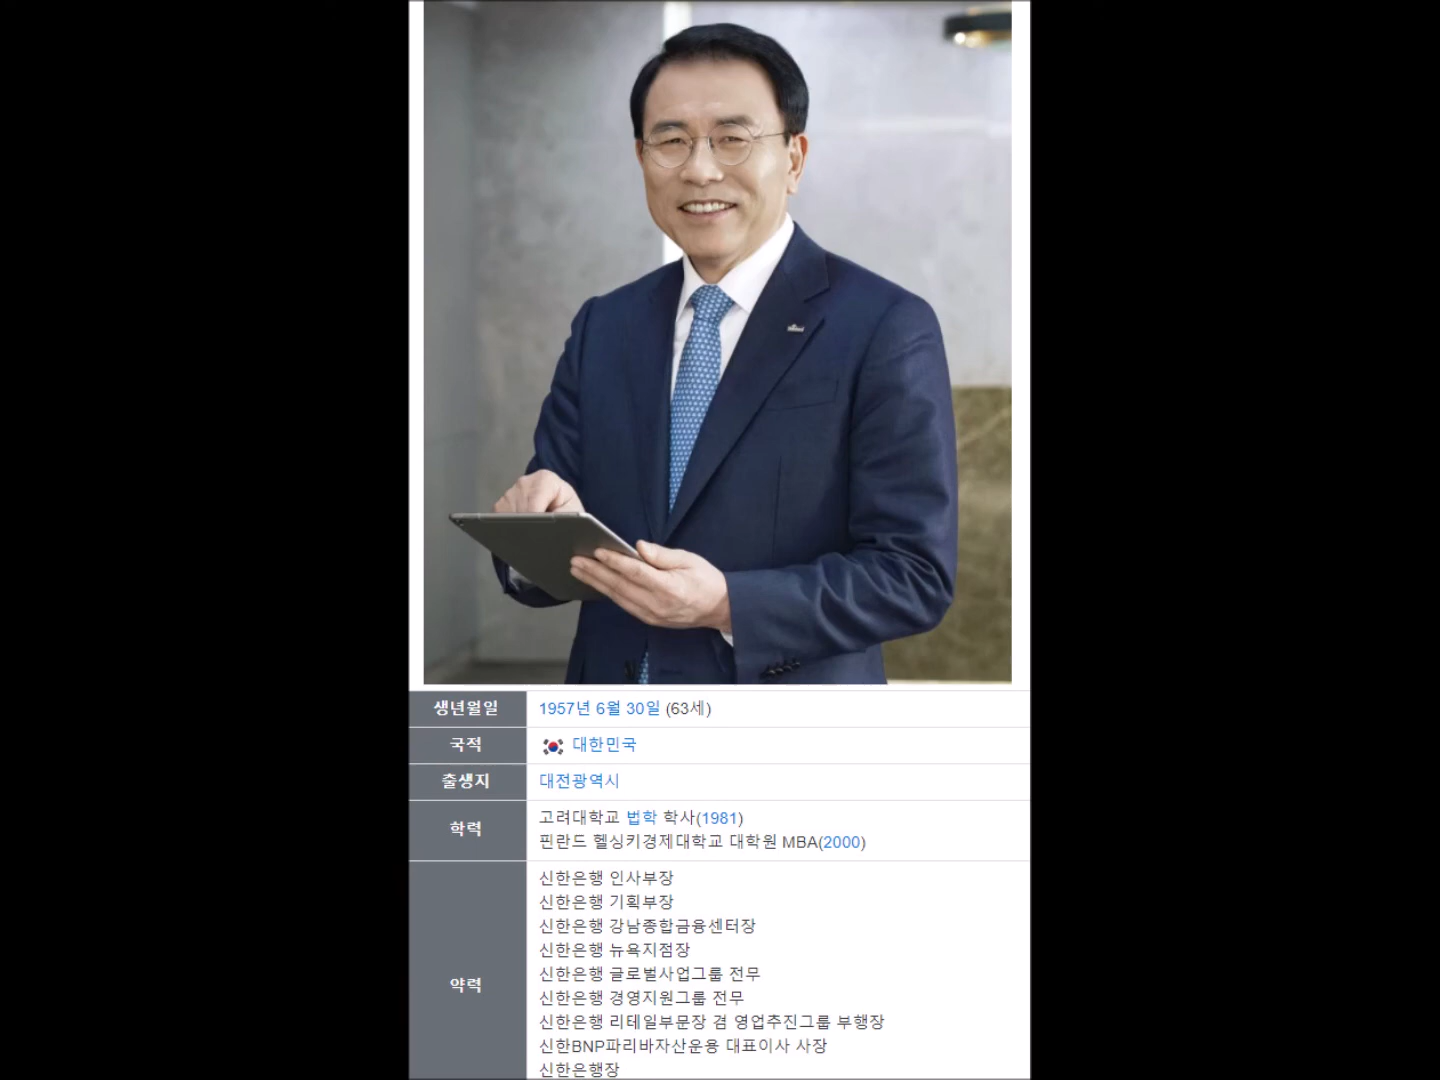 생년월일
1957년 6월 30일 (63세)
국적
대한민국
출생지
대전광역시
학력
고려대학교 법학 학사(1981)
핀란드 헬싱키경제대학교 대학원 MBA(2000)
약력
신한은행 인사부장
신한은행 기획부장
신한은행 강남종합금융센터장
신한은행 뉴욕지점장
신한은행 글로벌사업그룹 전무
신한은행 경영지원그룹 전무
신한은행 리테일부문장 겸 영업추진그룹 부행장
신한BNP파리바자산운용 대표이사 사장
신한은행장